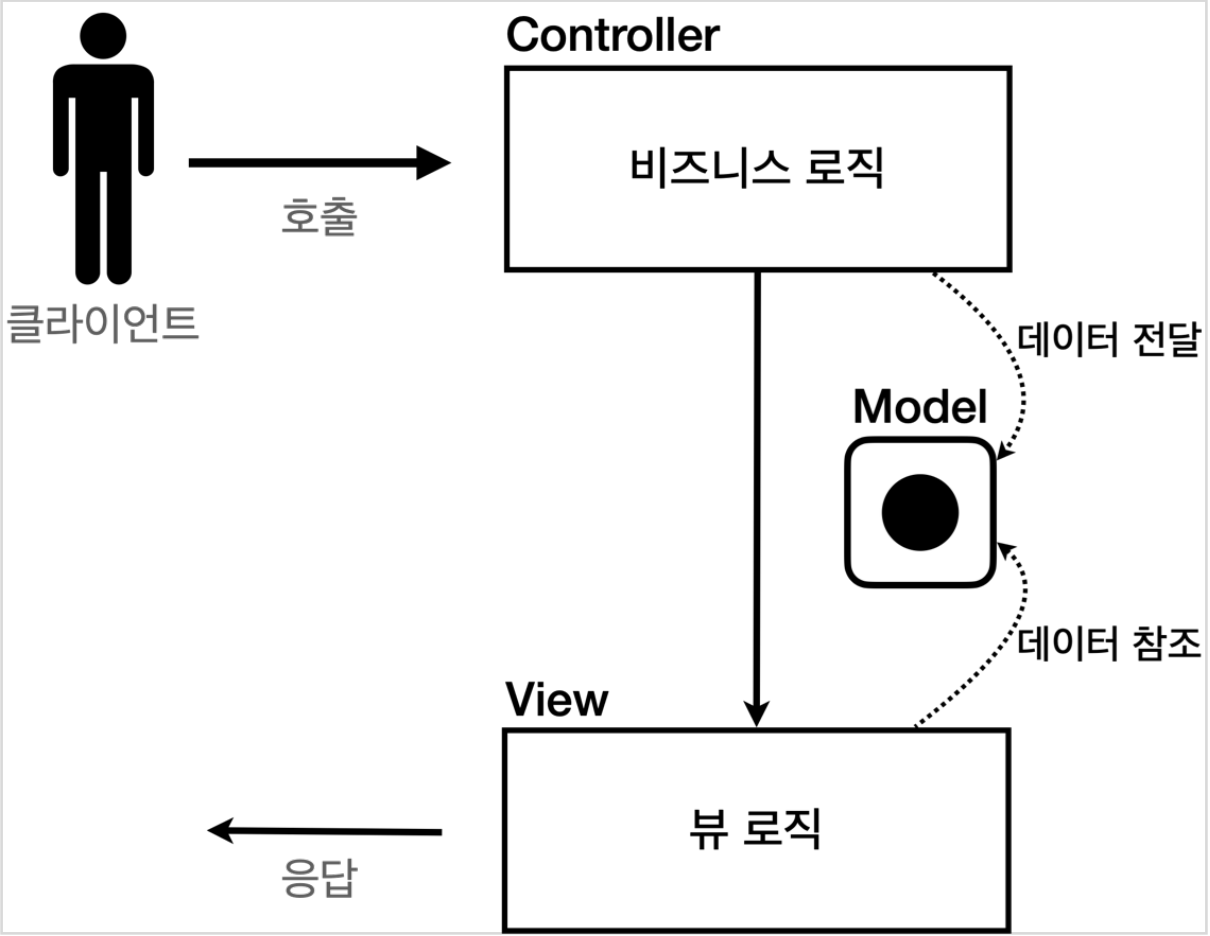 Controller
비즈니스 로직
호출
클라이언트
데이터 전달
Model
데이터 참조
View
뷰 로직
응답